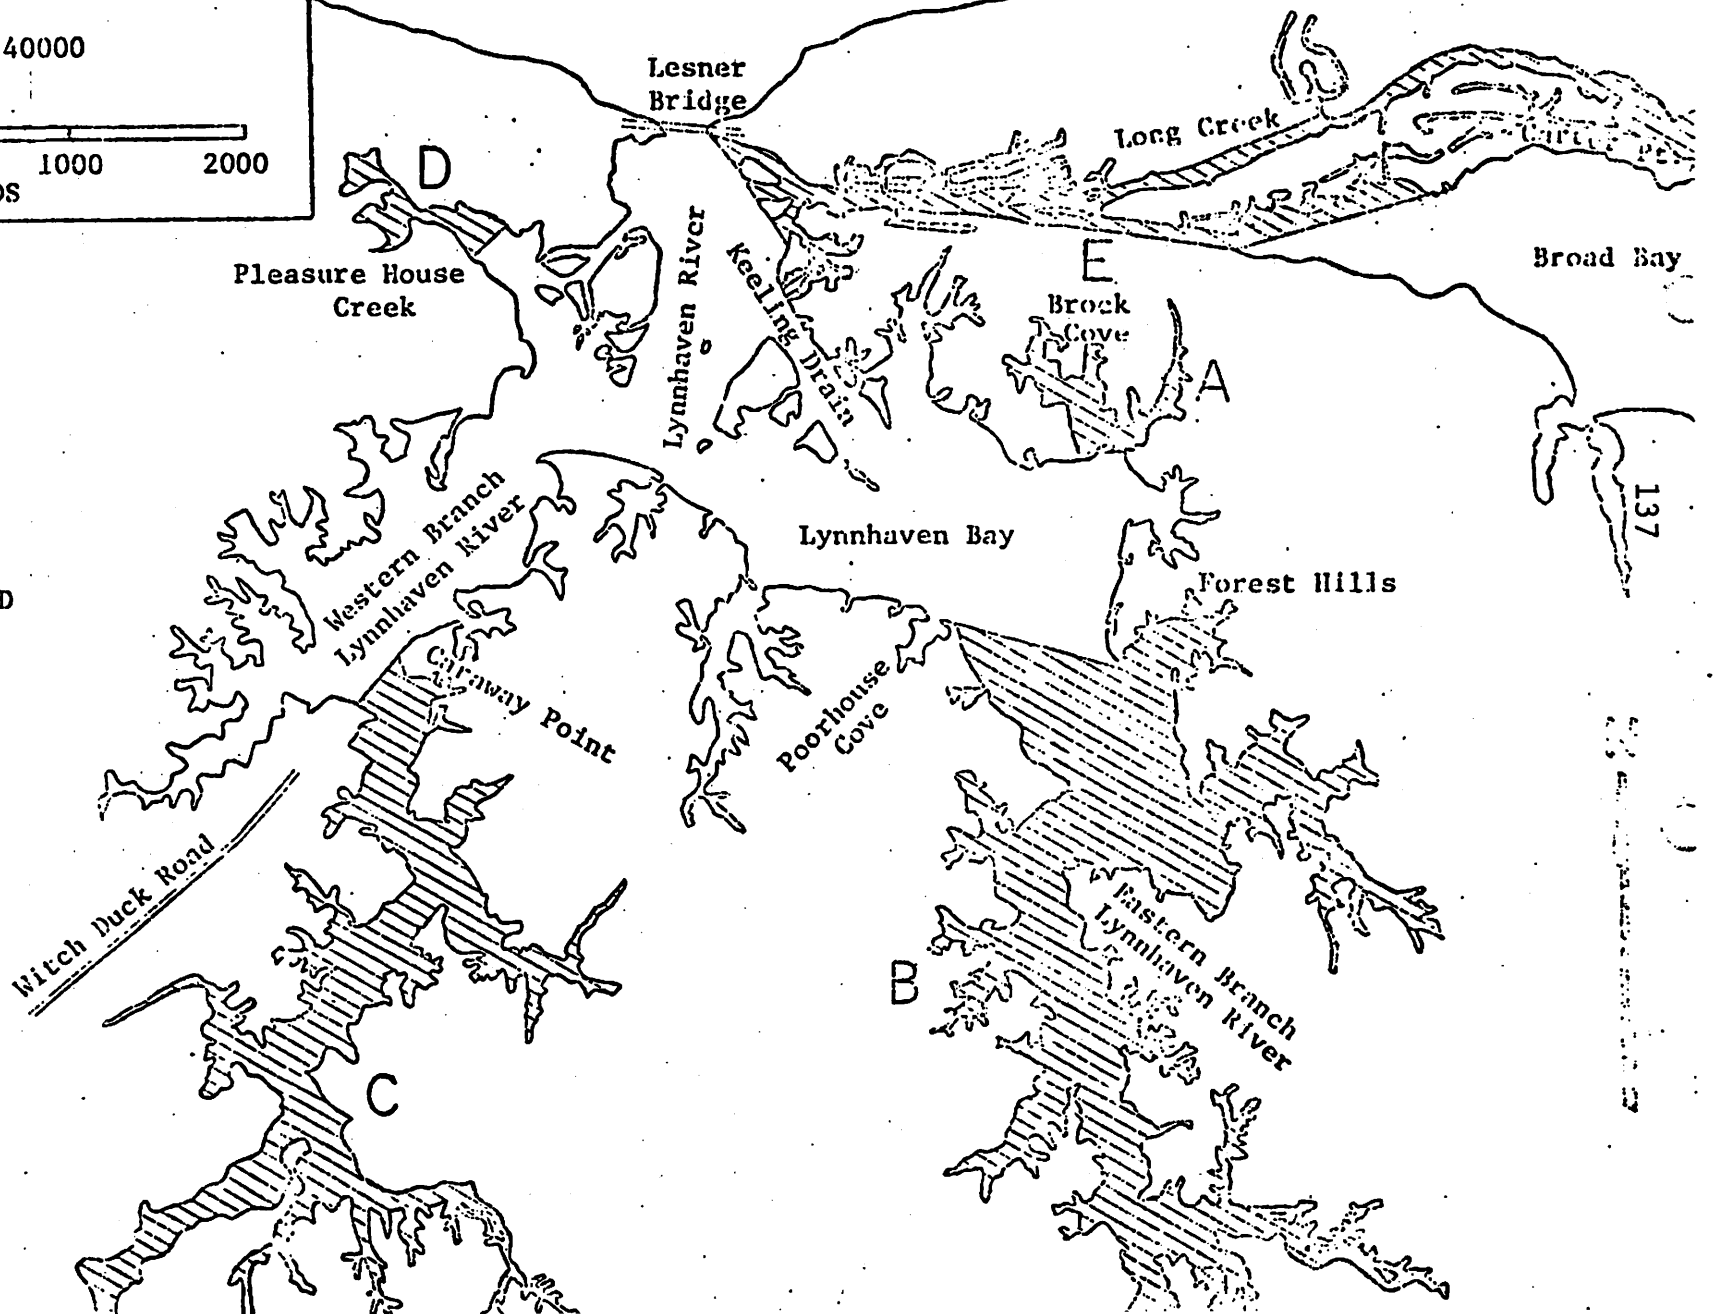 40000
1000 2000
DS
Lesner
Bridge
Long Creek
D
Pleasure House
Creek
Lynnhaven River
Keeling Drain
E
Broad Bay
Brock
Cove
A
137
Western Branch
Lynnhaven River
Lynnhaven Bay
Forest Hills
D
Caraway Point
Poorhouse
Cove
Witch Duck Road
Eastern Branch
Lynnhaven River
B
C